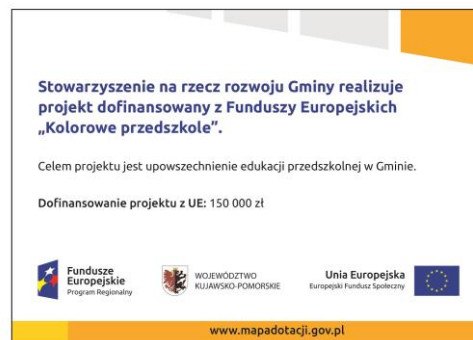 Stowarzyszenie na rzecz rozwoju Gminy realizuje
projekt dofinansowany z Funduszy Europejskich
„Kolorowe przedszkole”.
Celem projektu jest upowszechnienie edukacji przedszkolnej w Gminie.
Dofinansowanie projektu z UE: 150 000 zł
Fundusze
Europejskie
Program Regionalny
WOJEWÓDZTWO
KUJAWSKO-POMORSKIE
Unia Europejska
Europejski Fundusz Społeczny
www.mapadotacji.gov.pl